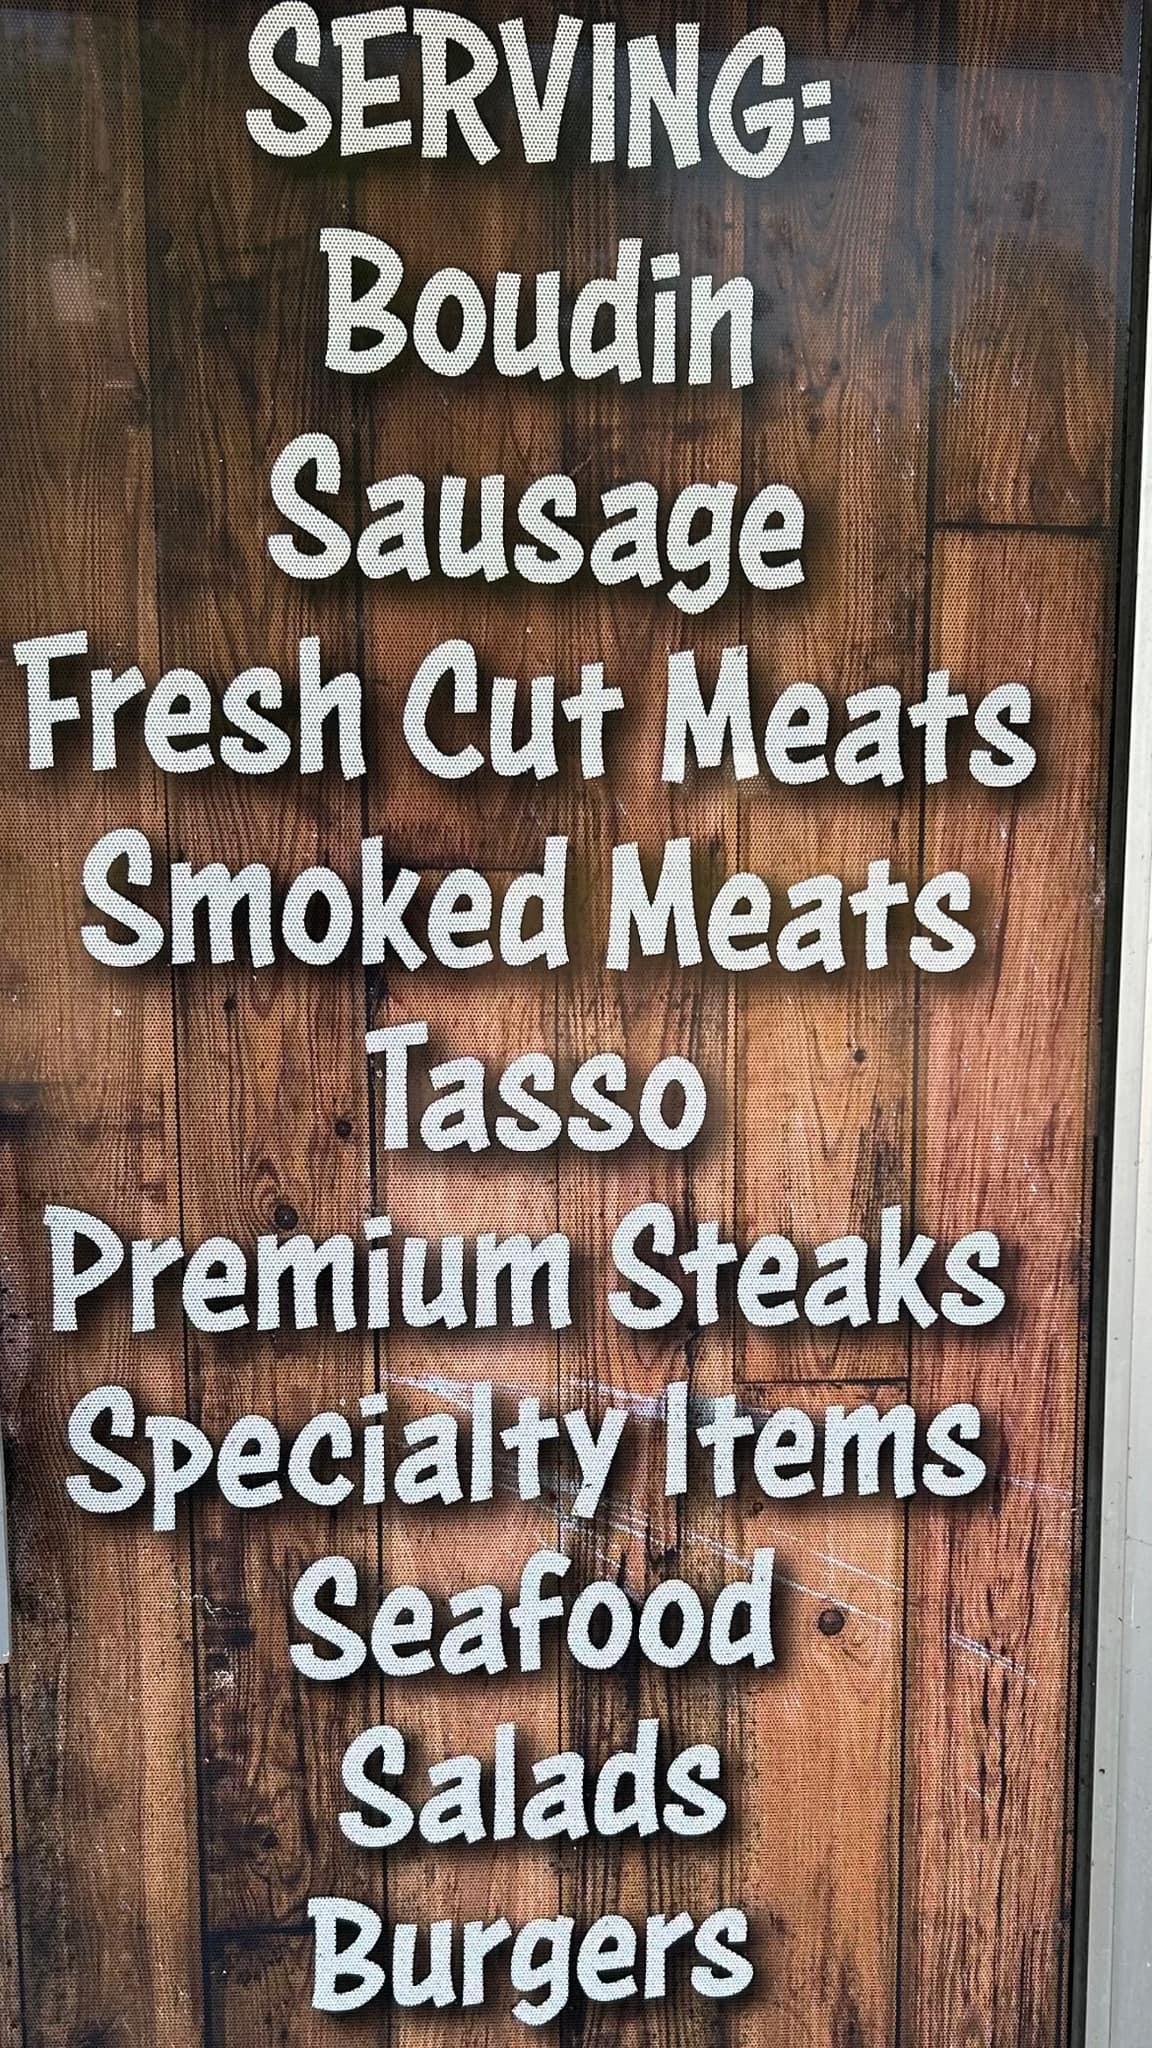 SERVING:
Boudin
Sausage
Fresh Cut Meats
Smoked Meats
Tasso
Premium Steaks
Specialty Items
Seafood
Salads
Burgers